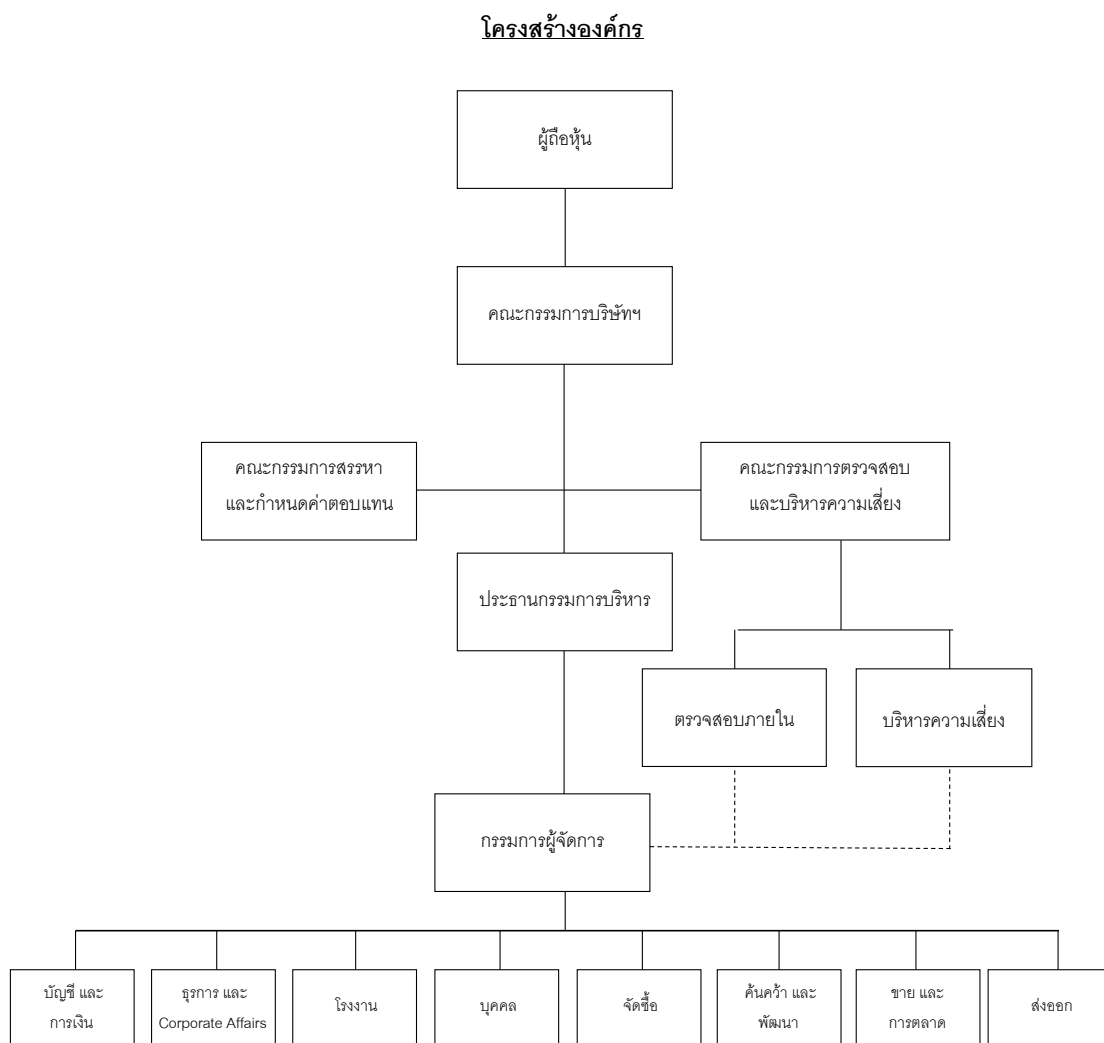 โครงสร้างองค์กร
ผู้ถือหุ้น
คณะกรรมการบริษัทฯ
คณะกรรมการสรรหา
และกำหนดค่าตอบแทน
คณะกรรมการตรวจสอบ
และบริหารความเสี่ยง
ประธานกรรมการบริหาร
ตรวจสอบภายใน
บริหารความเสี่ยง
กรรมการผู้จัดการ
บัญชี และ
การเงิน
ธุรการ และ
Corporate Affairs
โรงงาน
บุคคล
จัดซื้อ
ค้นคว้า และ
พัฒนา
ขาย และ
การตลาด
ส่งออก